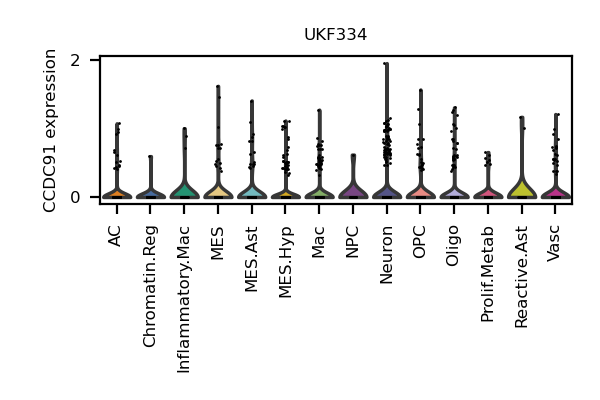 UKF334
CCDC91 expression
2
0
AC
Chromatin.Reg
Inflammatory.Mac
MES
MES.Ast
MES.Hyp
Mac
NPC
Neuron
OPC
Oligo
Prolif.Metab
Reactive.Ast
Vasc